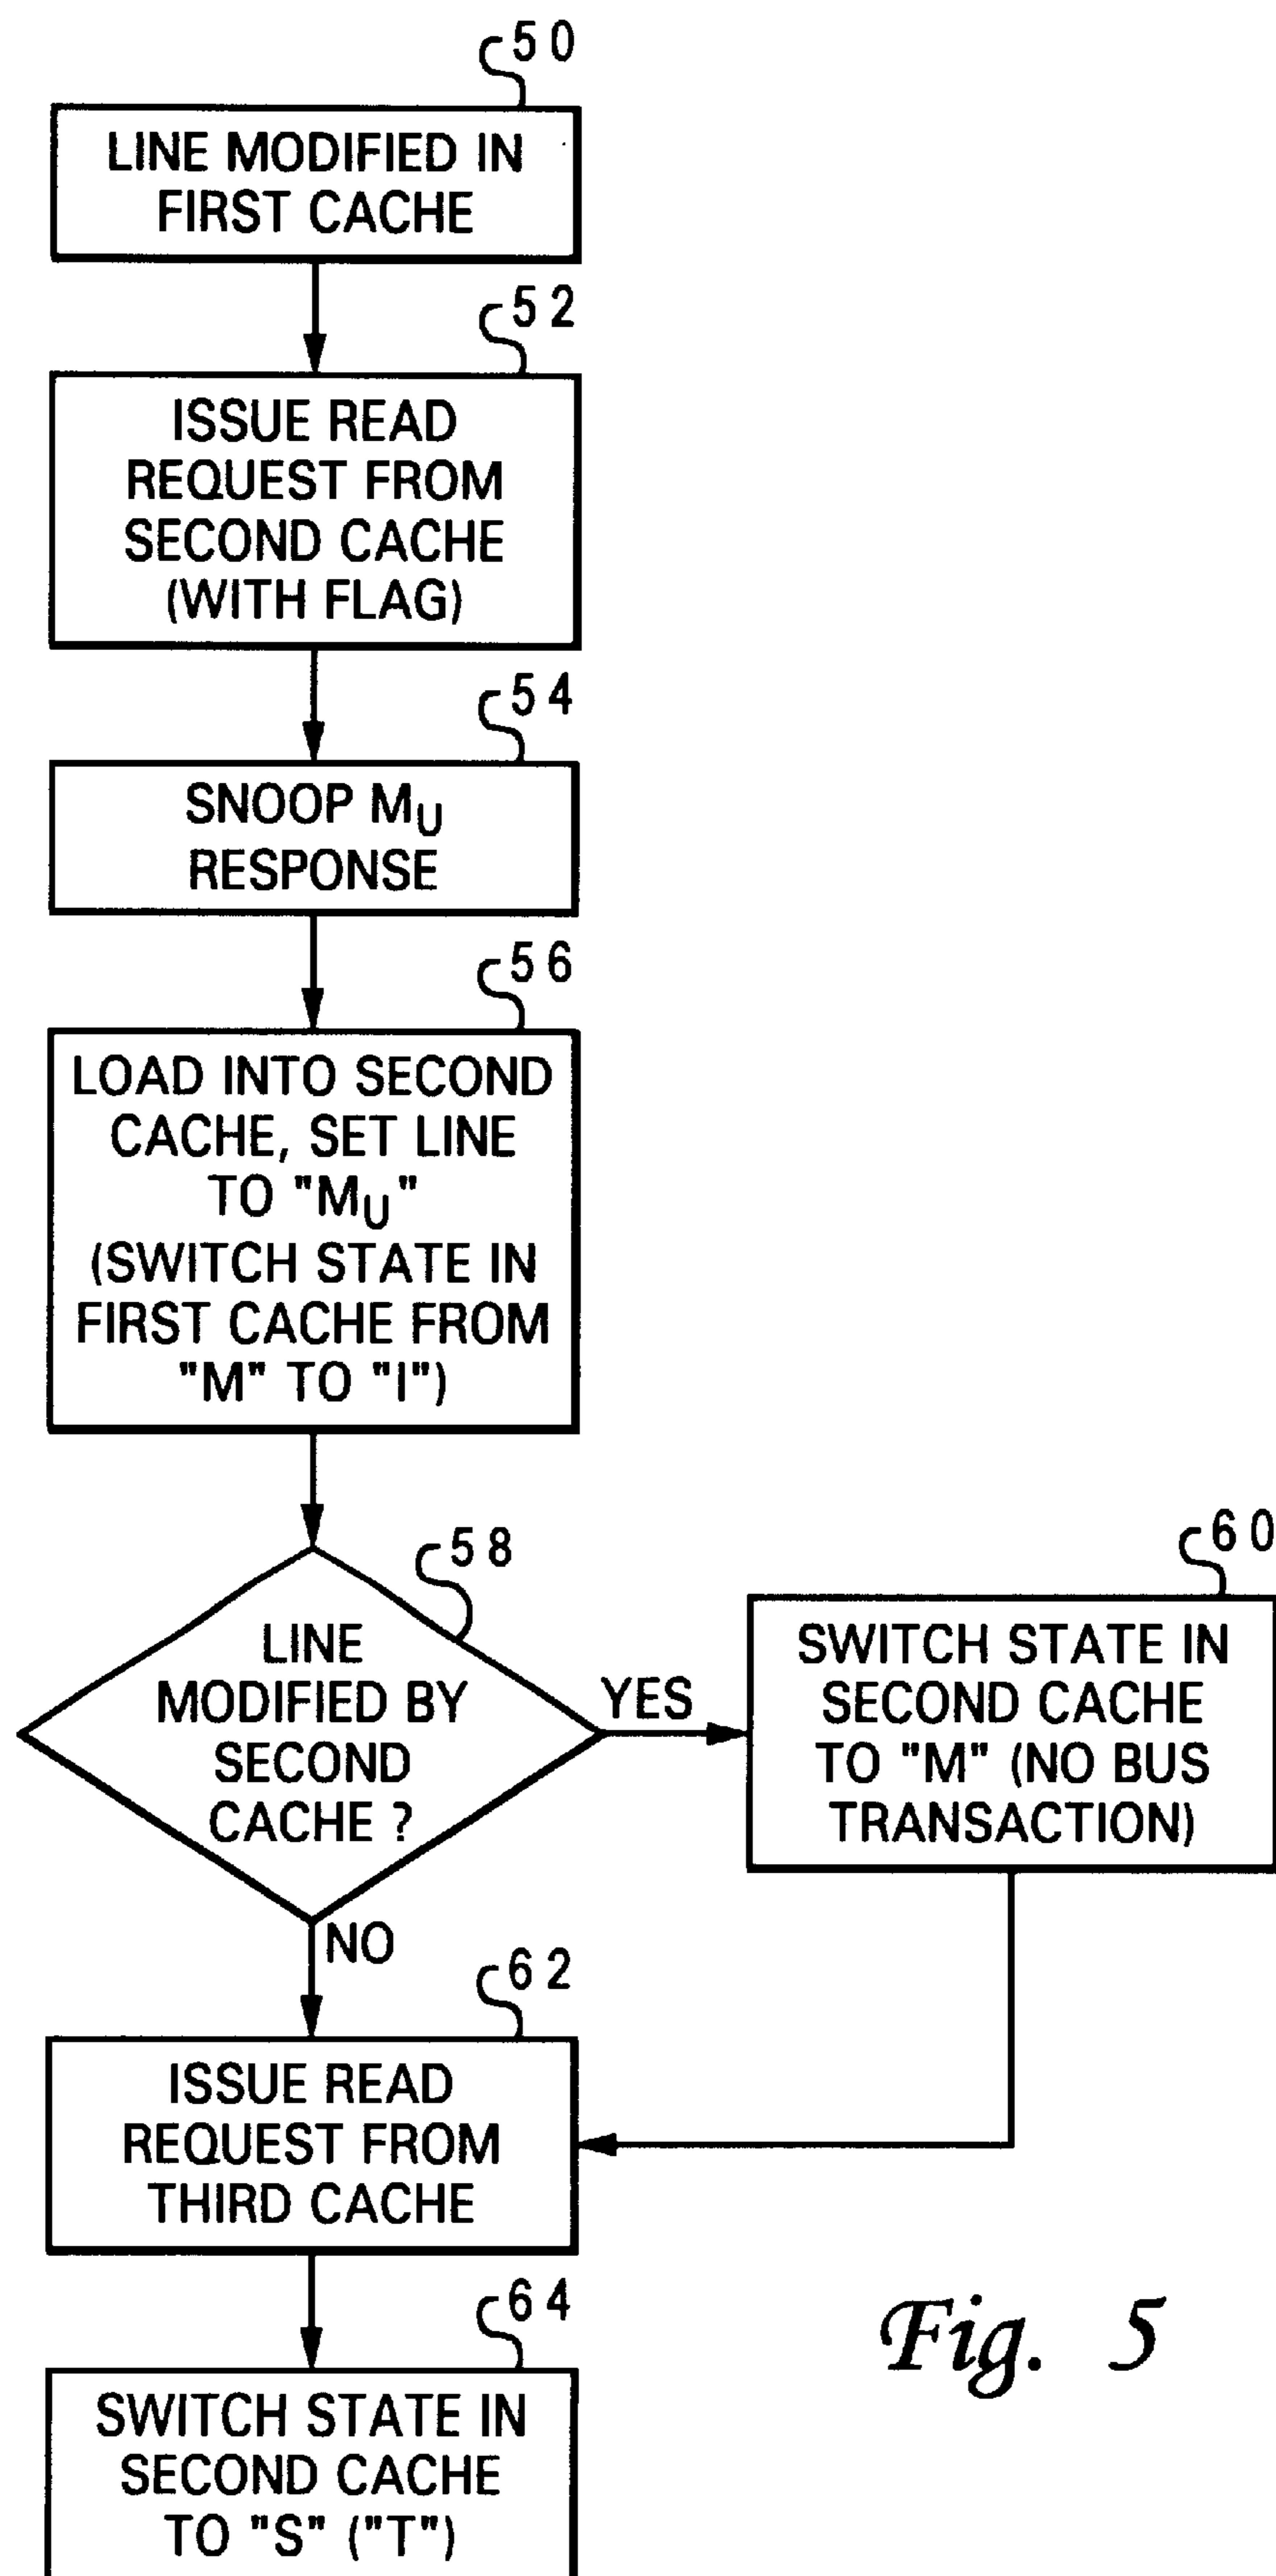 50
LINE MODIFIED IN
FIRST CACHE
52
ISSUE READ
REQUEST FROM
SECOND CACHE
(WITH FLAG)
54
SNOOP MU
RESPONSE
56
LOAD INTO SECOND
CACHE, SET LINE
TO "MU"
(SWITCH STATE IN
FIRST CACHE FROM
"M" TO "I")
58
LINE
MODIFIED BY
SECOND
CACHE ?
YES
60
SWITCH STATE IN
SECOND CACHE
TO "M" (NO BUS
TRANSACTION)
NO
62
ISSUE READ
REQUEST FROM
THIRD CACHE
64
SWITCH STATE IN
SECOND CACHE
TO "S" ("T")
Fig. 5